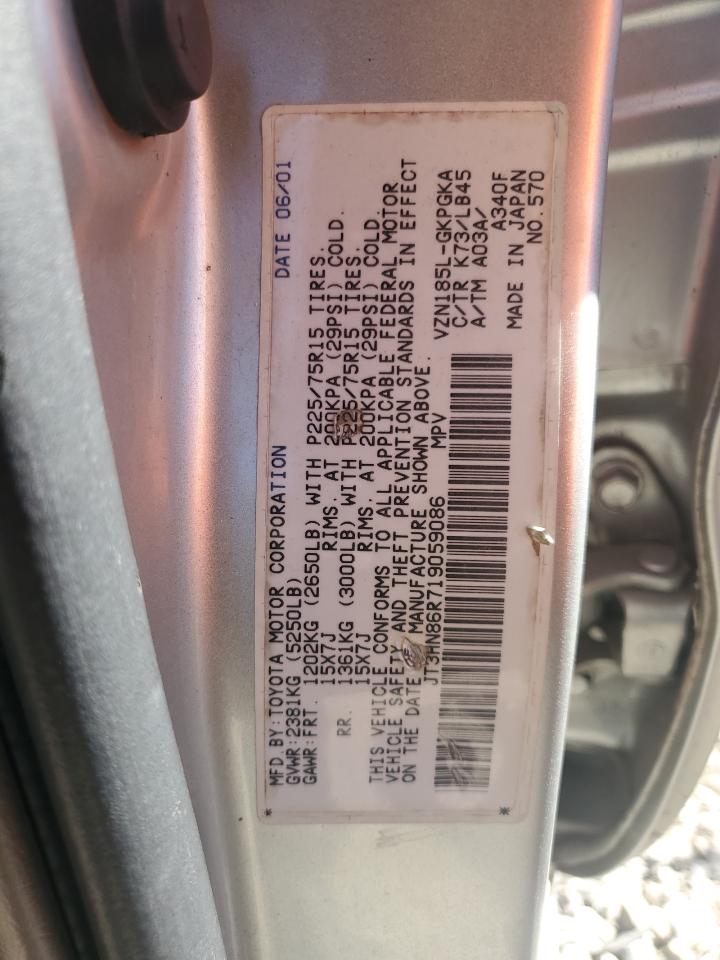 MFD.BY:TOYOTA MOTOR CORPORATION DATE 06/01
GVWR:2381KG (5250LB)
GAWR:FRT. 1202KG (2650LB) WITH P225/75R15 TIRES.
15X7J RIMS. AT 200KPA (29PSI) COLD.
RR. 1361KG (3000LB) WITH P225/75R15 TIRES.
15X7J RIMS. AT 200KPA (29PSI) COLD.
THIS VEHICLE CONFORMS TO ALL APPLICABLE FEDERAL MOTOR
VEHICLE SAFETY AND THEFT PREVENTION STANDARDS IN EFFECT
ON THE DATE OF MANUFACTURE SHOWN ABOVE.
JT3HN86R719059086 MPV
VZN185L-GKPGKA
C/TR K73/LB45
A/TM A03A/
A340F
MADE IN JAPAN
NO.570
* *